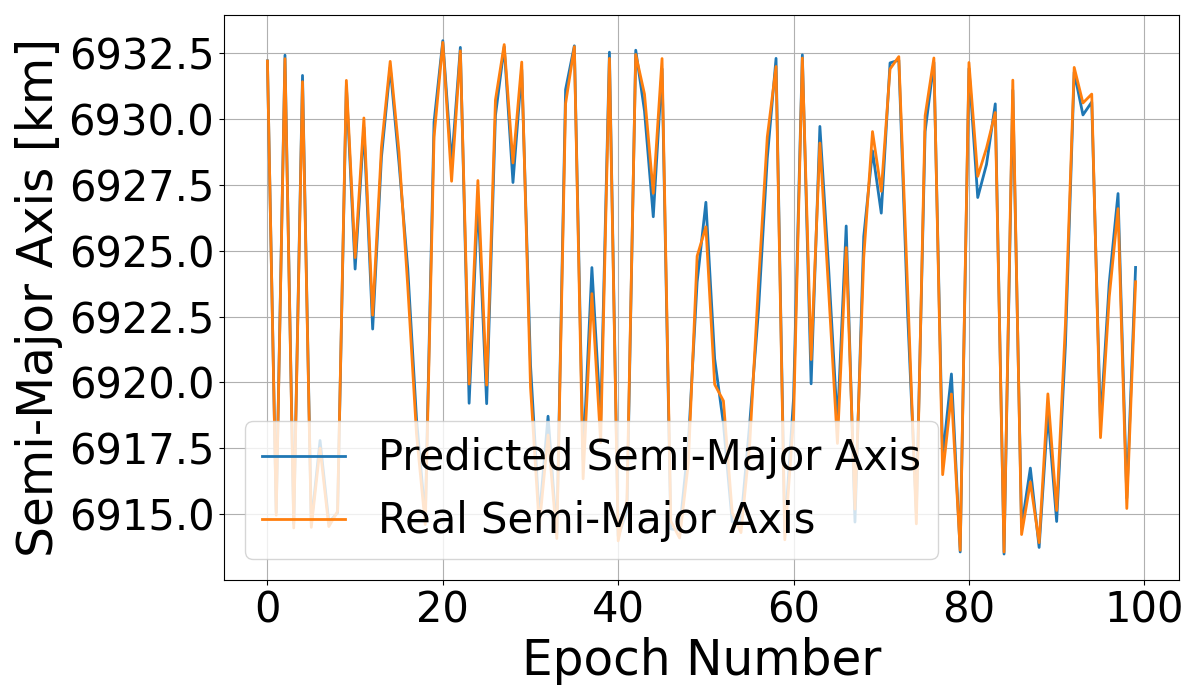 Semi-Major Axis [km]
6932.5
6930.0
6927.5
6925.0
6922.5
6920.0
6917.5
6915.0
Predicted Semi-Major Axis
Real Semi-Major Axis
0 20 40 60 80 100
Epoch Number